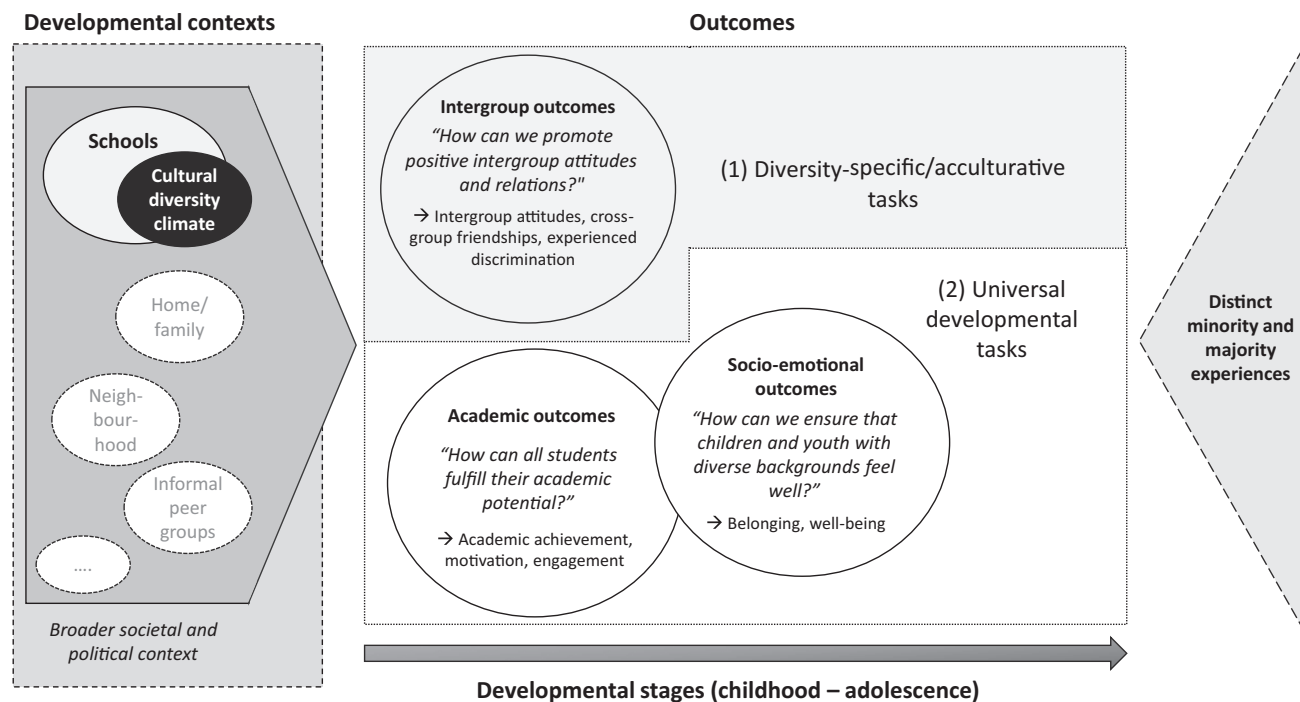 Developmental contexts
Schools
Cultural
diversity
climate
Home/
family
Neigh-
bour-
hood
Informal
peer
groups
....
Broader societal and
political context
Outcomes
Intergroup outcomes
“How can we promote
positive intergroup attitudes
and relations?"
→ Intergroup attitudes, cross-
group friendships, experienced
discrimination
(1) Diversity-specific/acculturative
tasks
(2) Universal
developmental
tasks
Academic outcomes
“How can all students
fulfill their academic
potential?”
→ Academic achievement,
motivation, engagement
Socio-emotional
outcomes
“How can we ensure that
children and youth with
diverse backgrounds feel
well?”
→ Belonging, well-being
Distinct
minority and
majority
experiences
Developmental stages (childhood – adolescence)